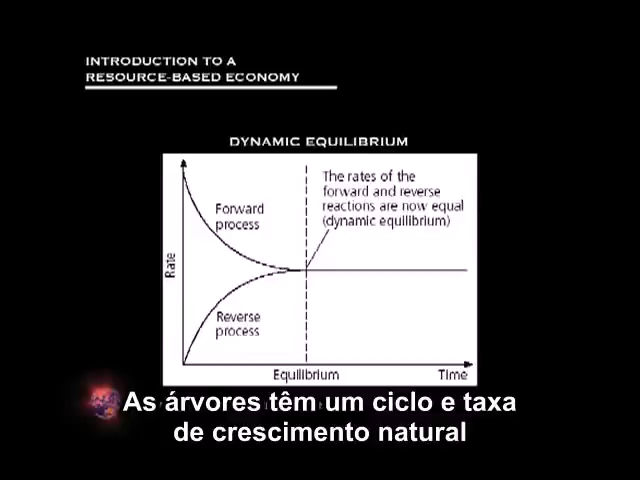 INTRODUCTION TO A
RESOURCE-BASED ECONOMY
DYNAMIC EQUILIBRIUM
The rates of the
forward and reverse
reactions are now equal
(dynamic equilibrium)
Forward
process
Rate
Reverse
process
Equilibrium
Time
As árvores têm um ciclo e taxa
de crescimento natural